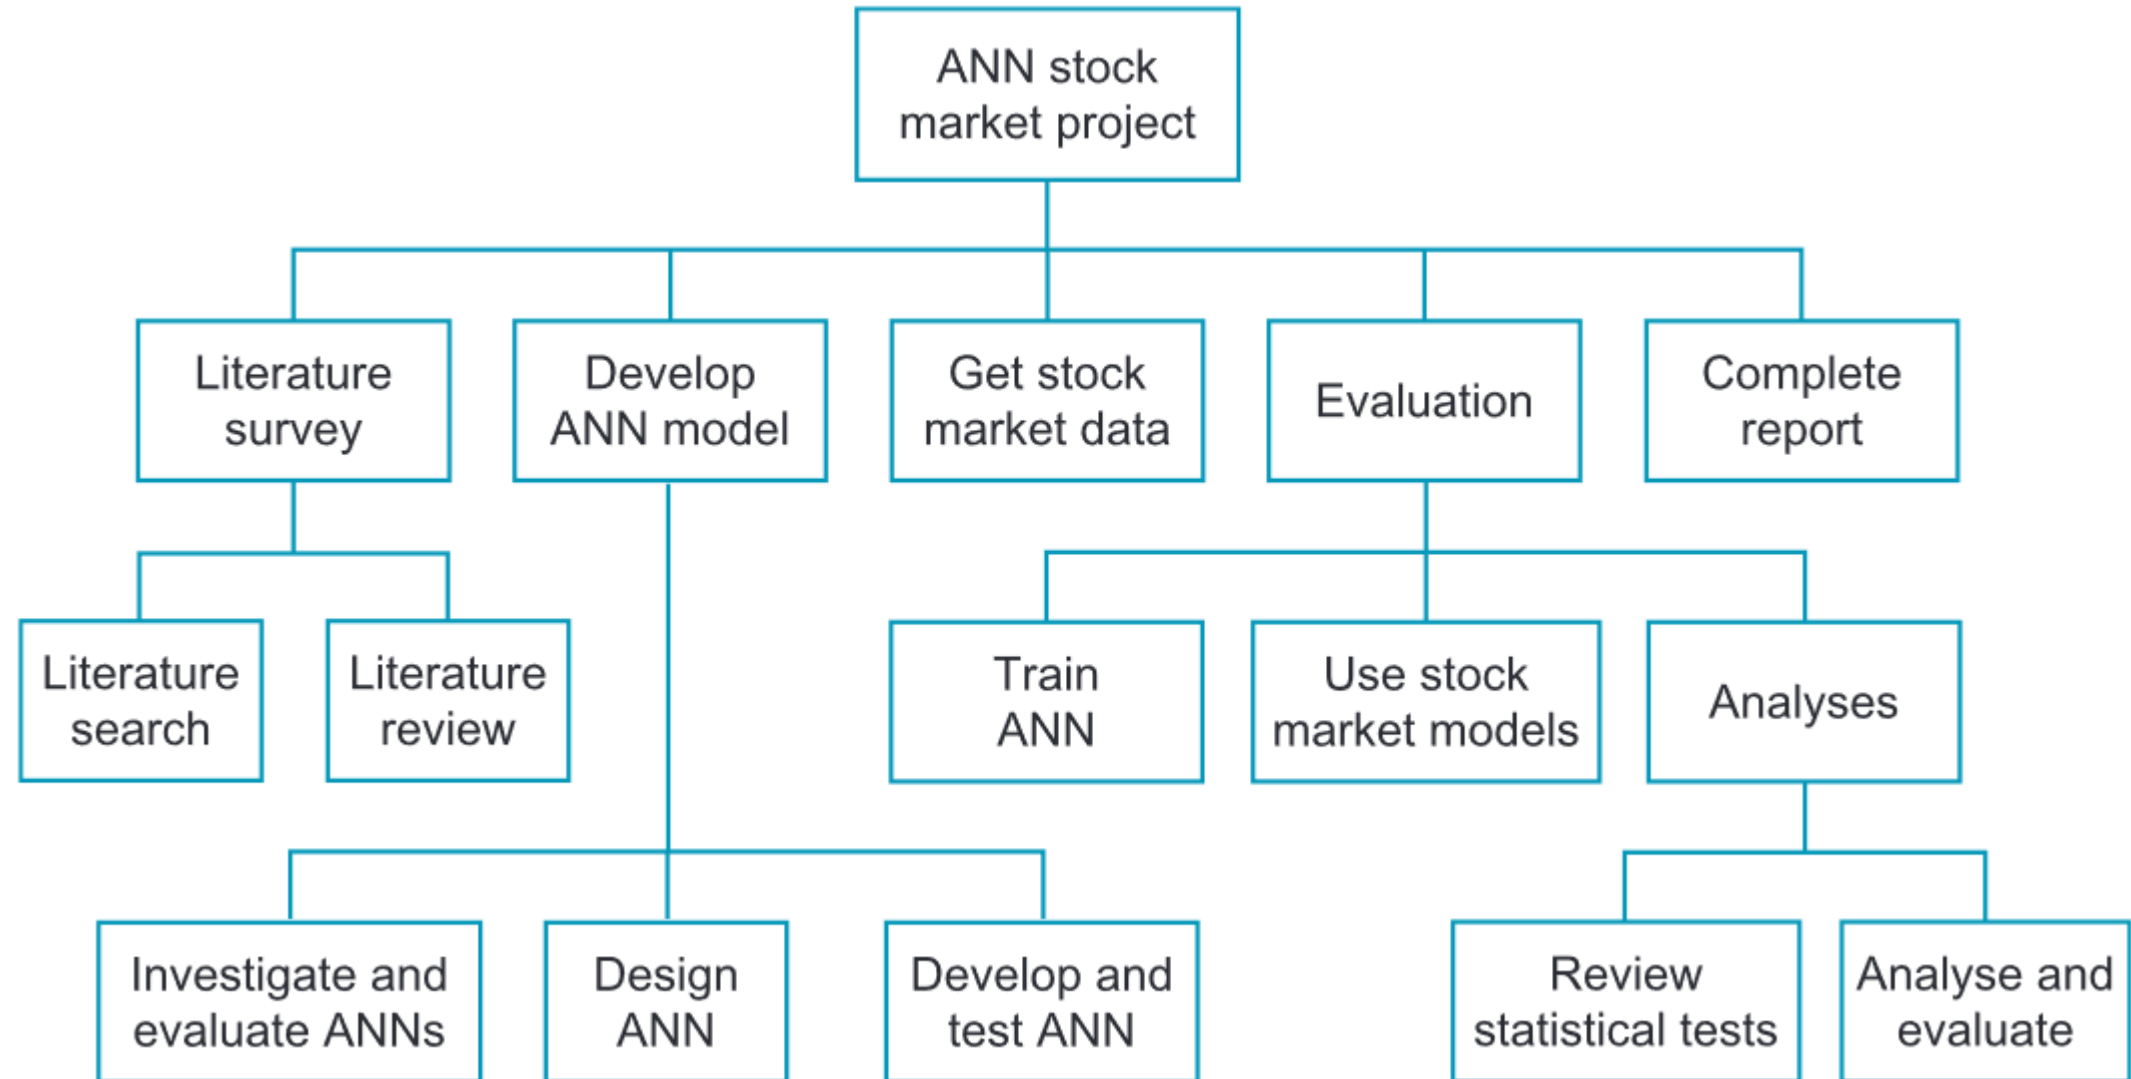 ANN stock
market project
Literature
survey
Develop
ANN model
Get stock
market data
Evaluation
Complete
report
Literature
search
Literature
review
Train
ANN
Use stock
market models
Analyses
Investigate and
evaluate ANNs
Design
ANN
Develop and
test ANN
Review
statistical tests
Analyse and
evaluate